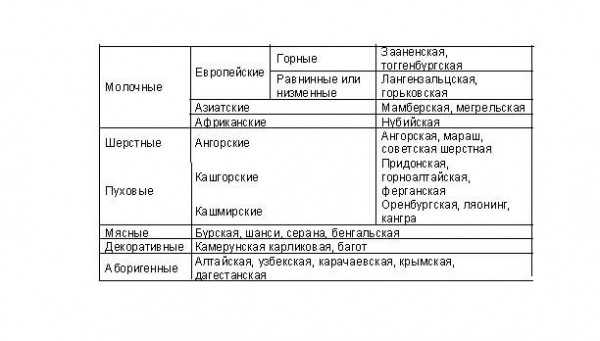 Молочные
Европейские
Горные
Зааненская,
тоггенбургская
Равнинные или
низменные
Лангензальцская,
горьковская
Азиатские
Мамберская, мегрельская
Африканские
Нубийская
Шерстные
Ангорские
Ангорская, мараш,
советская шерстная
Пуховые
Кашгорские
Придонская,
горноалтайская,
ферганская
Кашмирские
Оренбургская, ляонинг,
кангра
Мясные
Бурская, шанси, серана, бенгальская
Декоративные
Камерунская карликовая, багот
Аборигенные
Алтайская, узбекская, карачаевская, крымская,
дагестанская